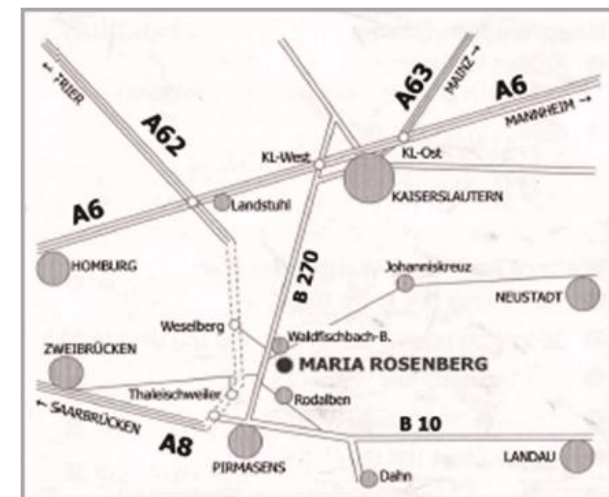 ← TRIER
A62
A63
MAINZ →
A6
MANNHEIM →
KL-West
KL-Ost
KAISERSLAUTERN
Landstuhl
A6
HOMBURG
B 270
Johanniskreuz
NEUSTADT
Weselberg
Waldfischbach-B.
ZWEIBRÜCKEN
MARIA ROSENBERG
Thaleischweiler
Rodalben
← SAARBRÜCKEN
A8
B 10
PIRMASENS
LANDAU
Dahn